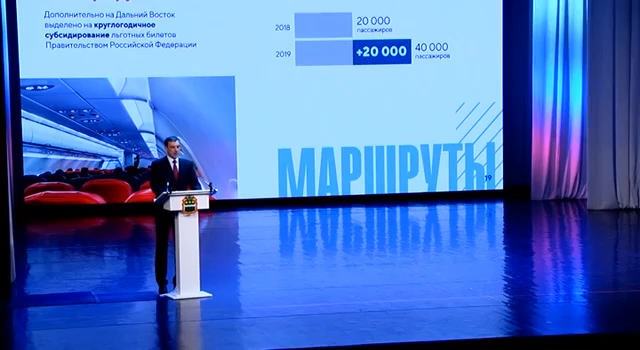 Дополнительно на Дальний Восток
выделено на круглогодичное
субсидирование льготных билетов
Правительством Российской Федерации
2018
20 000
пассажиров
2019
+20 000
40 000
пассажиров
МАРШРУТЫ
19